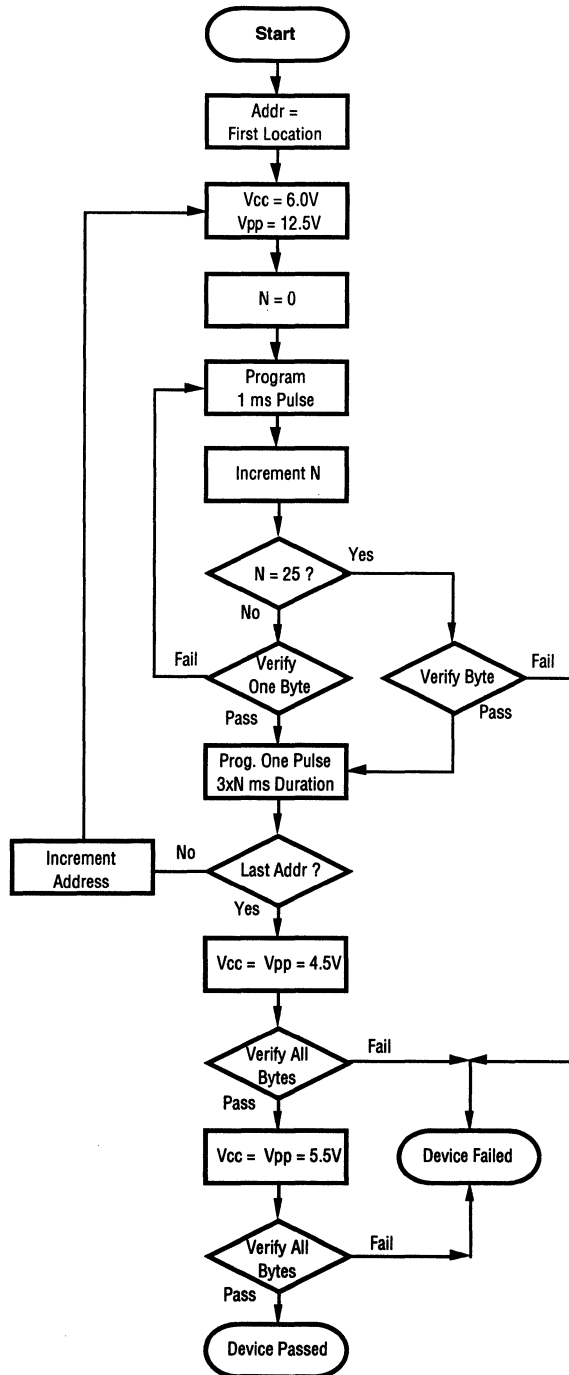 Start
Addr =
First Location
Vcc = 6.0V
Vpp = 12.5V
N = 0
Program
1 ms Pulse
Increment N
N = 25 ?
Yes
No
Verify
One Byte
Fail
Pass
Verify Byte
Fail
Pass
Prog. One Pulse
3xN ms Duration
Last Addr ?
No
Increment
Address
Yes
Vcc = Vpp = 4.5V
Verify All
Bytes
Fail
Pass
Vcc = Vpp = 5.5V
Device Failed
Verify All
Bytes
Fail
Pass
Device Passed